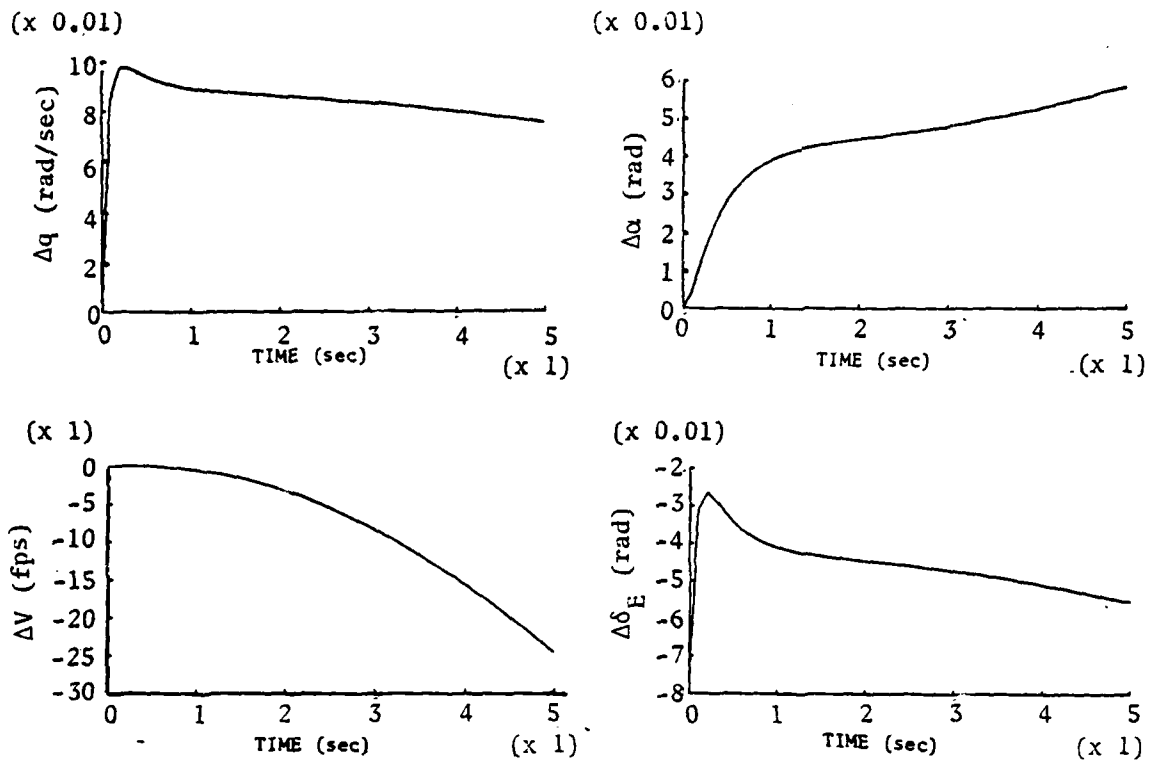 (x 0.01)
Δq (rad/sec)
10
8
6
4
2
0
0 1 2 3 4 5
TIME (sec)
(x 1)
(x 0.01)
Δα (rad)
6
5
4
3
2
1
0
0 1 2 3 4 5
TIME (sec)
(x 1)
(x 1)
ΔV (fps)
0
-5
-10
-15
-20
-25
-30
0 1 2 3 4 5
TIME (sec)
(x 1)
(x 0.01)
Δδ_E (rad)
-2
-3
-4
-5
-6
-7
-8
0 1 2 3 4 5
TIME (sec)
(x 1)